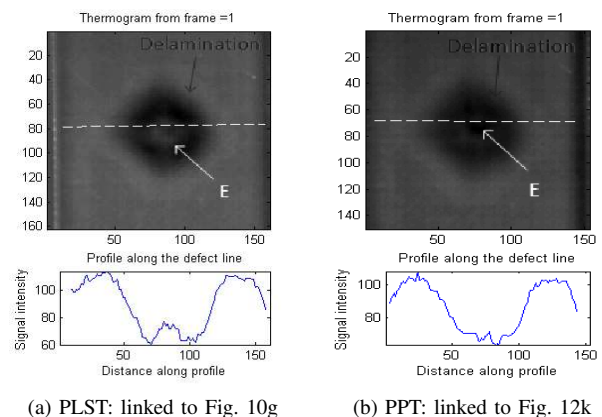 Thermogram from frame =1
Delamination
E
0
20
40
60
80
100
120
140
160
50 100 150
Profile along the defect line
Signal intensity
100
80
60
50 100 150
Distance along profile
(a) PLST: linked to Fig. 10g
Thermogram from frame =1
Delamination
E
0
20
40
60
80
100
120
140
50 100 150
Profile along the defect line
Signal intensity
100
80
50 100 150
Distance along profile
(b) PPT: linked to Fig. 12k